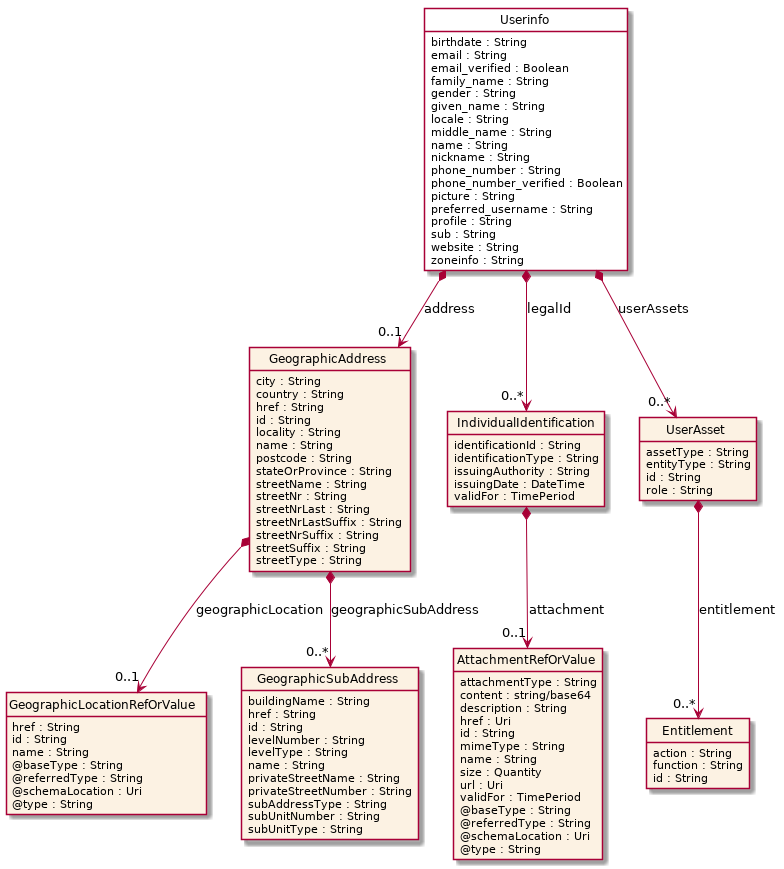 Userinfo
birthdate : String
email : String
email_verified : Boolean
family_name : String
gender : String
given_name : String
locale : String
middle_name : String
name : String
nickname : String
phone_number : String
phone_number_verified : Boolean
picture : String
preferred_username : String
profile : String
sub : String
website : String
zoneinfo : String
address
legalId
userAssets
0..1
0..*
0..*
GeographicAddress
city : String
country : String
href : String
id : String
locality : String
name : String
postcode : String
stateOrProvince : String
streetName : String
streetNr : String
streetNrLast : String
streetNrLastSuffix : String
streetNrSuffix : String
streetSuffix : String
streetType : String
IndividualIdentification
identificationId : String
identificationType : String
issuingAuthority : String
issuingDate : DateTime
validFor : TimePeriod
UserAsset
assetType : String
entityType : String
id : String
role : String
geographicLocation
geographicSubAddress
attachment
entitlement
0..1
0..*
0..1
0..*
GeographicLocationRefOrValue
href : String
id : String
name : String
@baseType : String
@referredType : String
@schemaLocation : Uri
@type : String
GeographicSubAddress
buildingName : String
href : String
id : String
levelNumber : String
levelType : String
name : String
privateStreetName : String
privateStreetNumber : String
subAddressType : String
subUnitNumber : String
subUnitType : String
AttachmentRefOrValue
attachmentType : String
content : string/base64
description : String
href : Uri
id : String
mimeType : String
name : String
size : Quantity
url : Uri
validFor : TimePeriod
@baseType : String
@referredType : String
@schemaLocation : Uri
@type : String
Entitlement
action : String
function : String
id : String